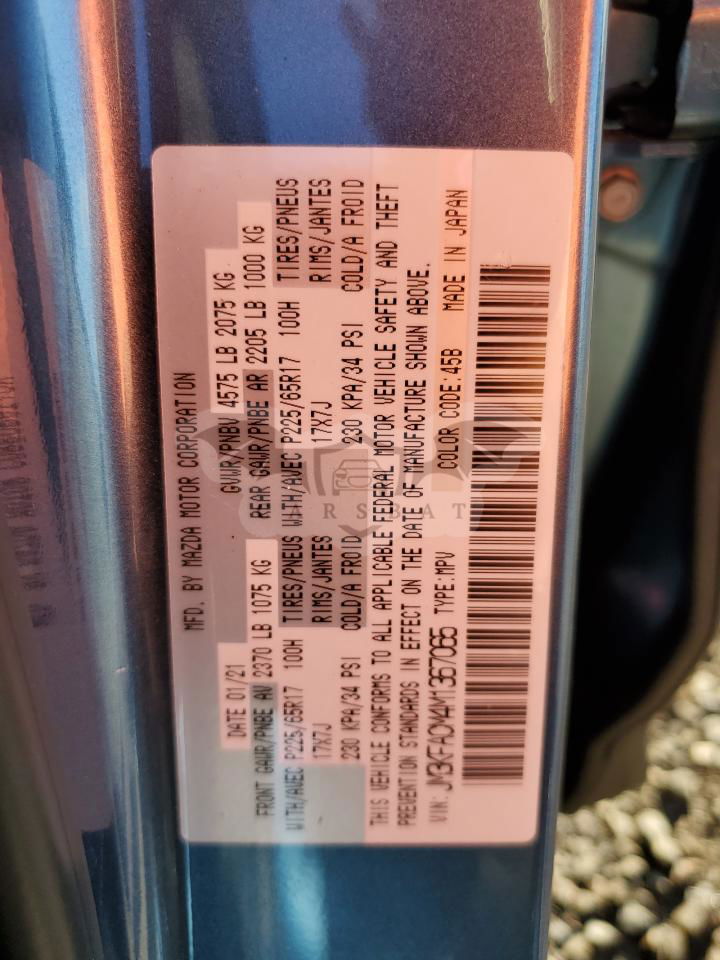 MFD. BY MAZDA MOTOR CORPORATION
DATE 01/21 GVWR/PNBV 4575 LB 2075 KG
FRONT GAWR/PNBE AV 2370 LB 1075 KG REAR GAWR/PNBE AR 2205 LB 1000 KG
WITH/AVEC P225/65R17 100H TIRES/PNEUS WITH/AVEC P225/65R17 100H TIRES/PNEUS
17X7J RIMS/JANTES 17X7J RIMS/JANTES
230 KPA/34 PSI COLD/A FROID 230 KPA/34 PSI COLD/A FROID
THIS VEHICLE CONFORMS TO ALL APPLICABLE FEDERAL MOTOR VEHICLE SAFETY AND THEFT
PREVENTION STANDARDS IN EFFECT ON THE DATE OF MANUFACTURE SHOWN ABOVE.
VIN: TYPE:MPV COLOR CODE:45B MADE IN JAPAN
ARSBAT